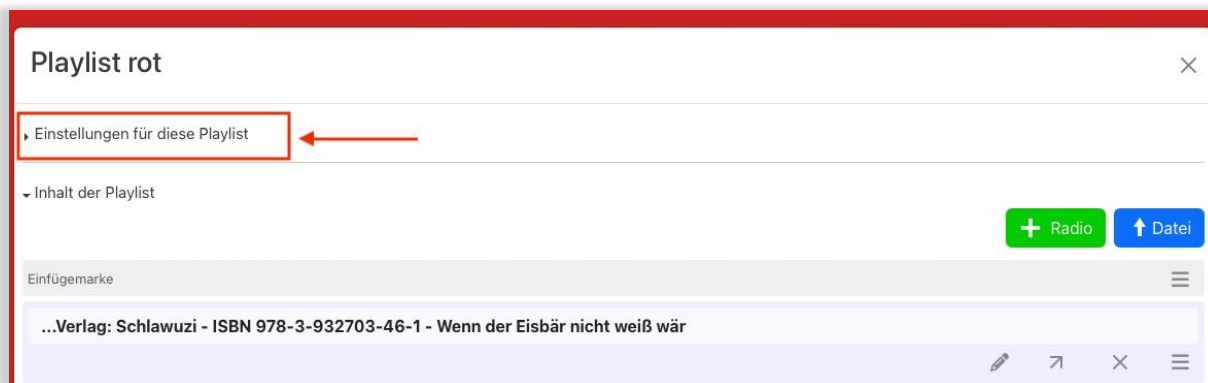 Playlist rot
Einstellungen für diese Playlist
Inhalt der Playlist
+ Radio
Datei
Einfügemarke
...Verlag: Schlawuzi - ISBN 978-3-932703-46-1 - Wenn der Eisbär nicht weiß wär